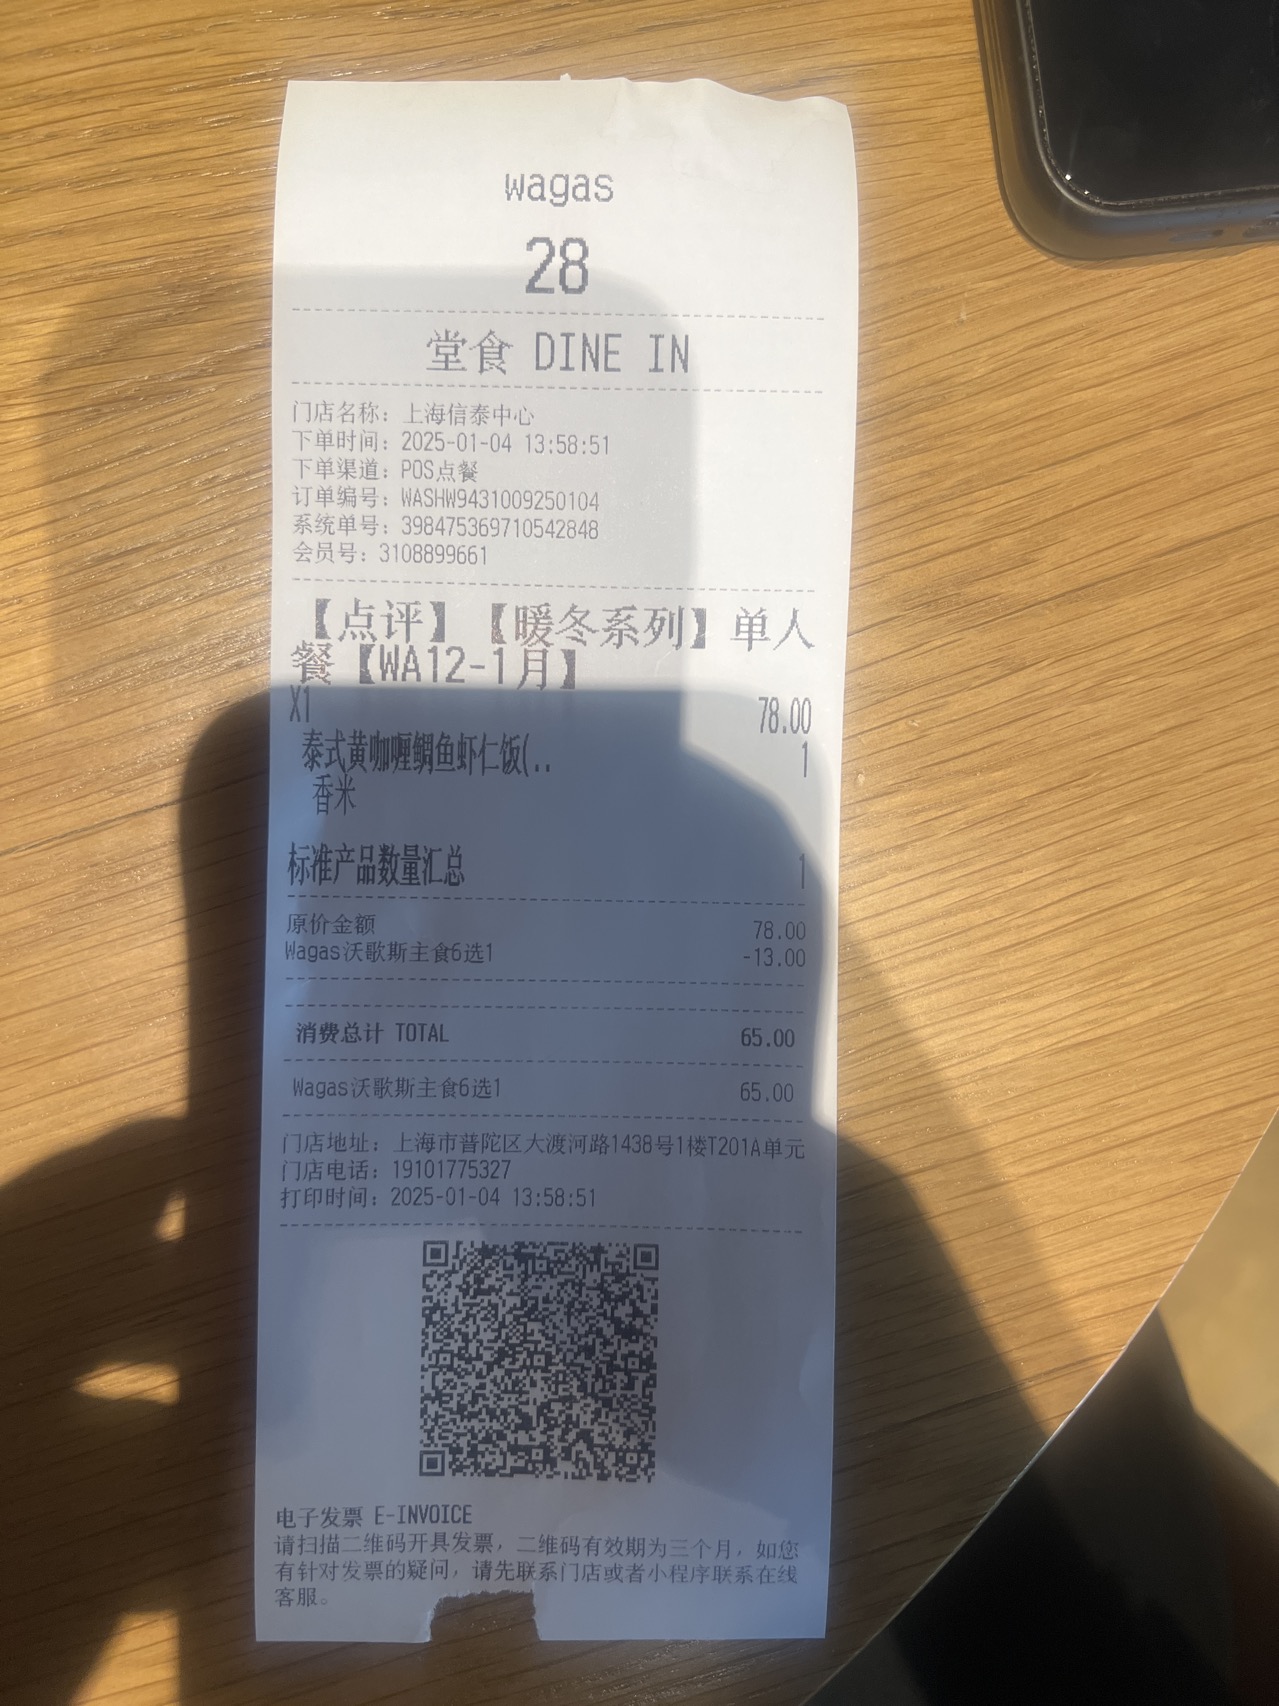 wagas
28
堂食 DINE IN
门店名称：上海信泰中心
下单时间：2025-01-04 13:58:51
下单渠道：POS点餐
订单编号：WASHW9431009250104
系统单号：398475369710542848
会员号：3108899661
【点评】【暖冬系列】单人
餐【WA12-1月】
X1 78.00
泰式黄咖喱鲷鱼虾仁饭(.. 1
香米
标准产品数量汇总 1
原价金额 78.00
Wagas沃歌斯主食6选1 -13.00
消费总计 TOTAL 65.00
Wagas沃歌斯主食6选1 65.00
门店地址：上海市普陀区大渡河路1438号1楼T201A单元
门店电话：19101775327
打印时间：2025-01-04 13:58:51
电子发票 E-INVOICE
请扫描二维码开具发票，二维码有效期为三个月，如您
有针对发票的疑问，请先联系门店或者小程序联系在线
客服。